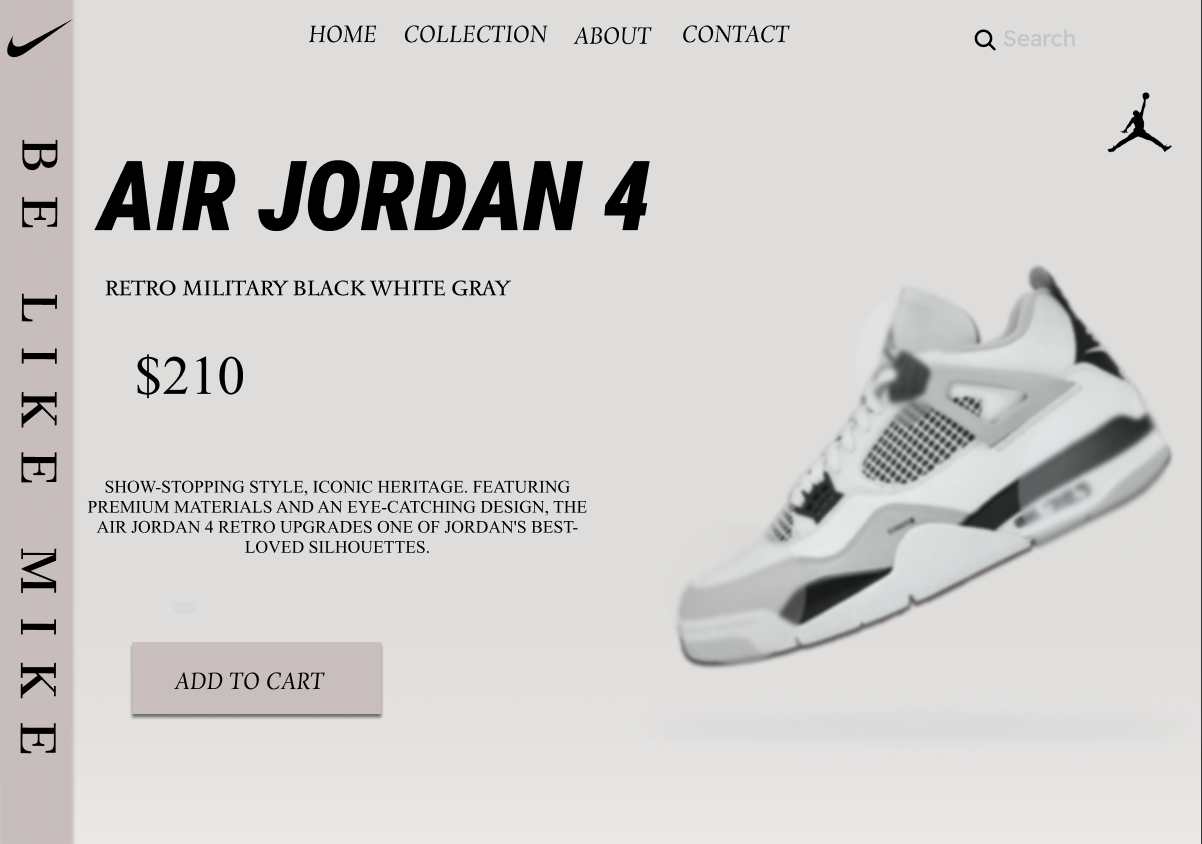 HOME COLLECTION ABOUT CONTACT
Search
BE LIKE MIKE
AIR JORDAN 4
RETRO MILITARY BLACK WHITE GRAY
$210
SHOW-STOPPING STYLE, ICONIC HERITAGE. FEATURING
PREMIUM MATERIALS AND AN EYE-CATCHING DESIGN, THE
AIR JORDAN 4 RETRO UPGRADES ONE OF JORDAN'S BEST-
LOVED SILHOUETTES.
ADD TO CART